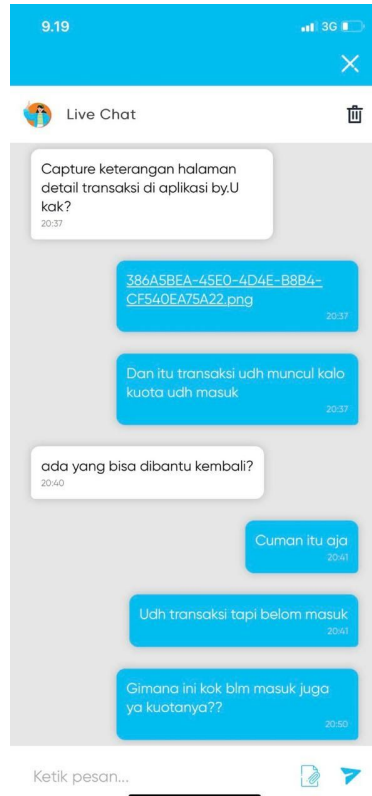 9.19
3G
Live Chat
Capture keterangan halaman
detail transaksi di aplikasi by.U
kak?
20:37
386A5BEA-45E0-4D4E-B8B4-
CF540EA75A22.png
20:37
Dan itu transaksi udh muncul kalo
kuota udh masuk
20:37
ada yang bisa dibantu kembali?
20:40
Cuman itu aja
20:41
Udh transaksi tapi belom masuk
20:41
Gimana ini kok blm masuk juga
ya kuotanya??
20:50
Ketik pesan...